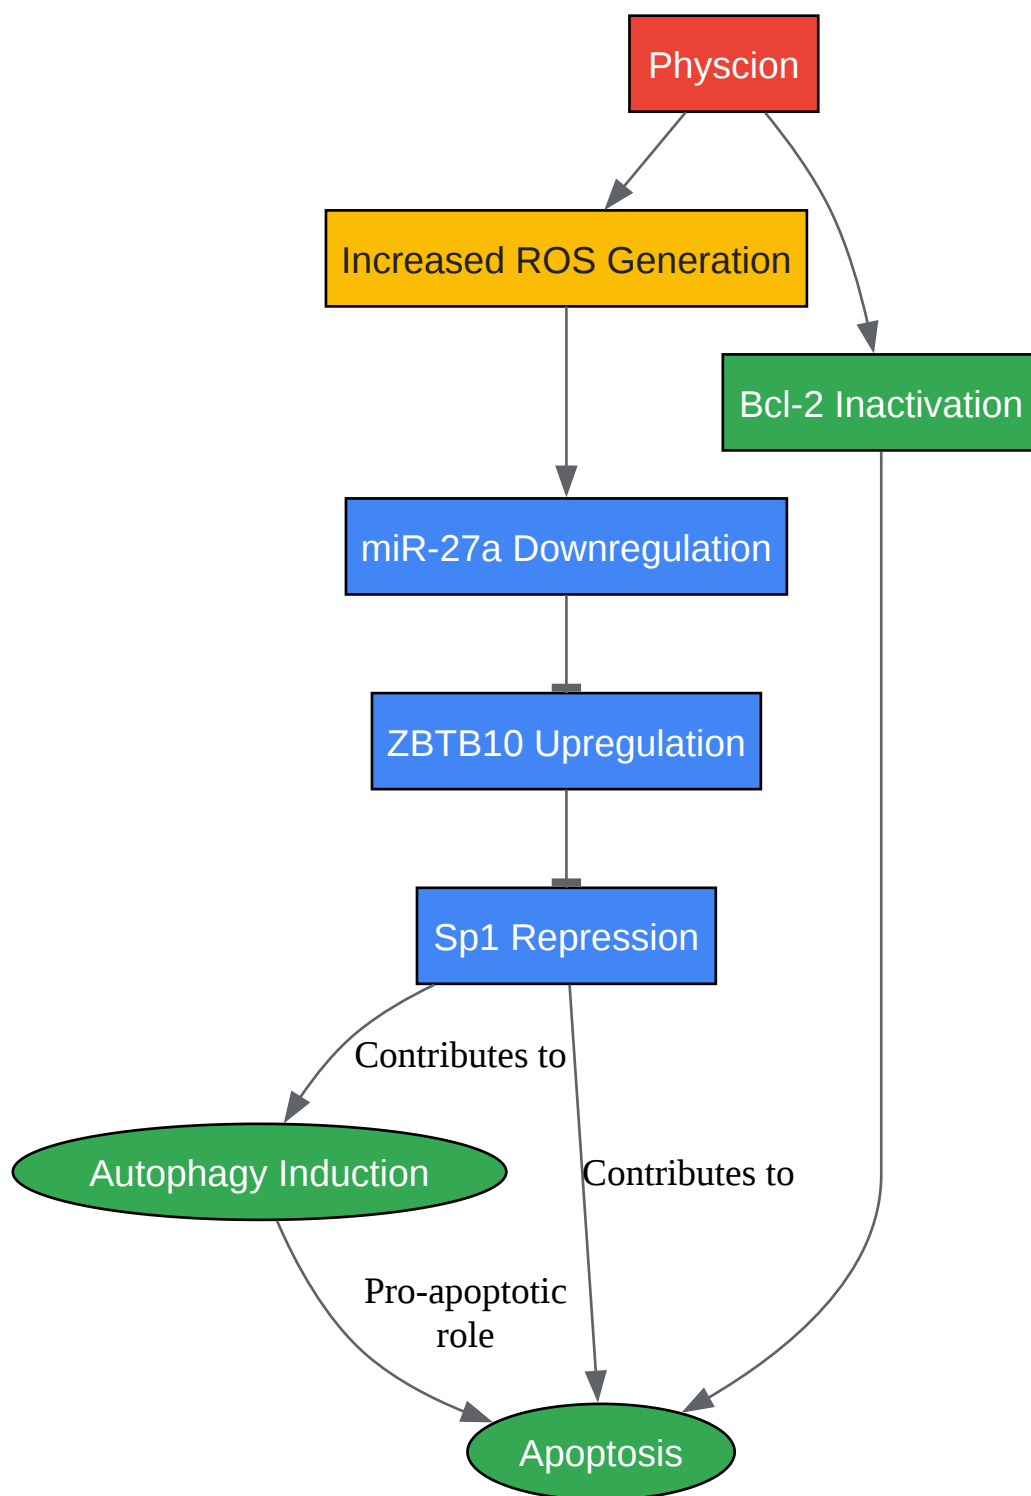 Physcion
Increased ROS Generation
Bcl-2 Inactivation
miR-27a Downregulation
ZBTB10 Upregulation
Sp1 Repression
Contributes to
Autophagy Induction
Contributes to
Pro-apoptotic
role
Apoptosis